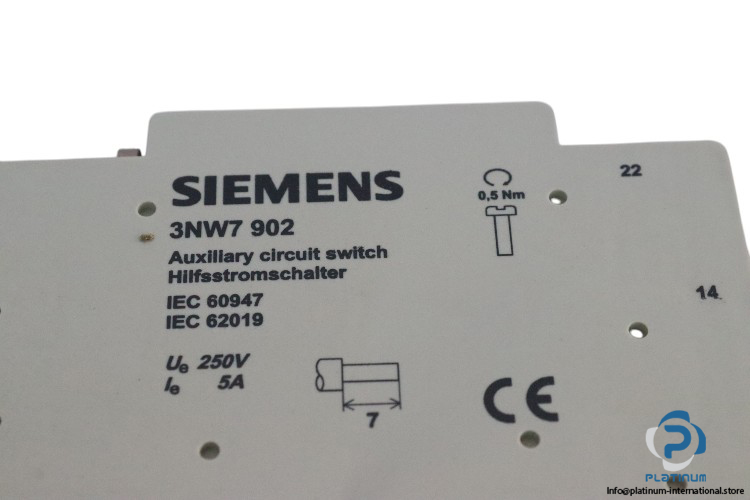 SIEMENS
3NW7 902
Auxiliary circuit switch
Hilfsstromschalter
IEC 60947
IEC 62019
Ue 250V
Ie 5A
0,5 Nm
22
14
7
CE
PLATINUM
Info@platinum-international.store